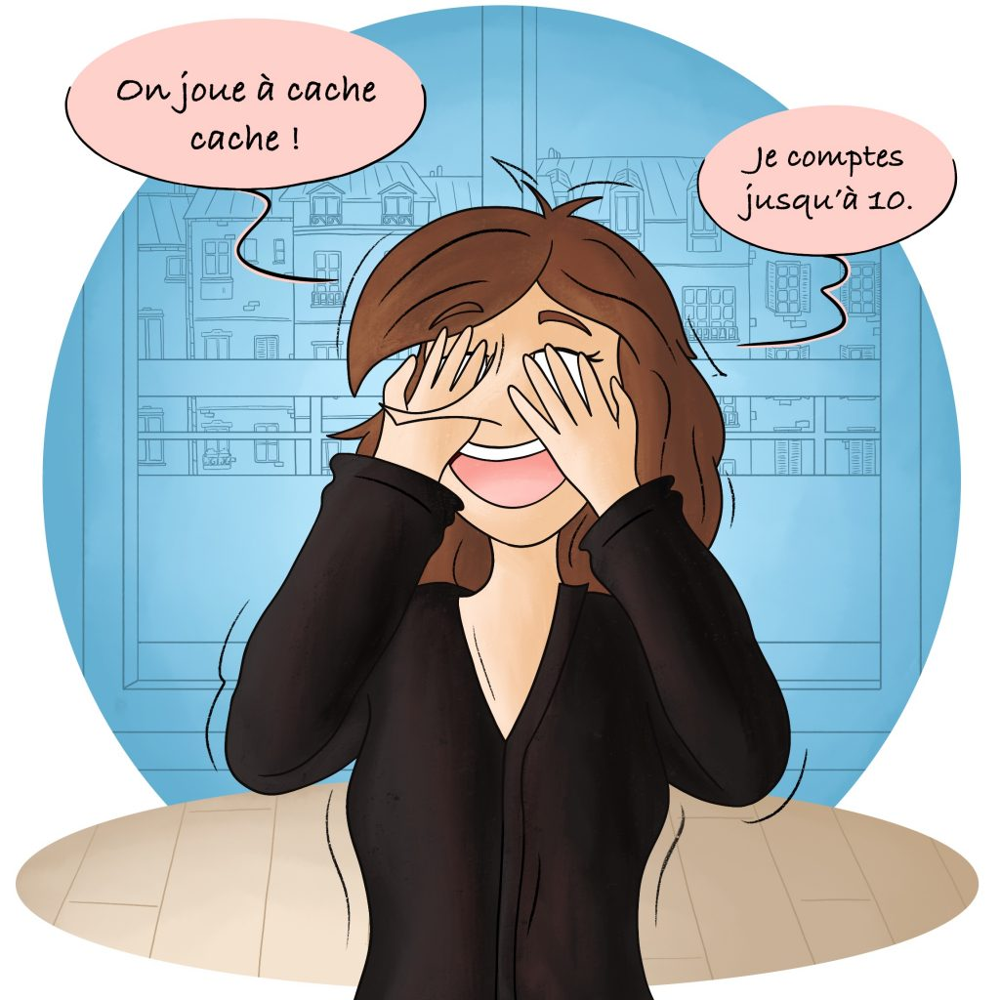 On joue à cache
cache !
Je comptes
jusqu'à 10.